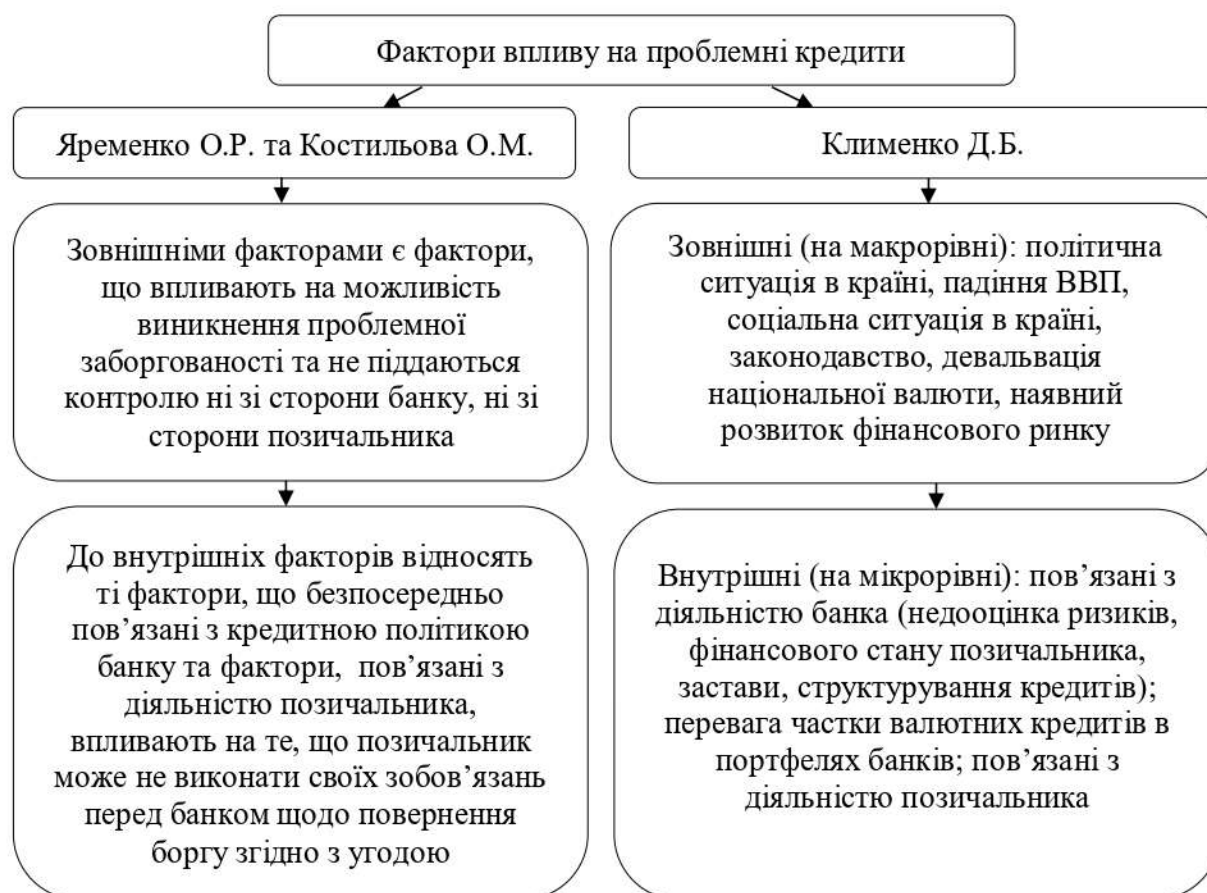 Фактори впливу на проблемні кредити
Яременко О.Р. та Костильова О.М.
Зовнішніми факторами є фактори,
що впливають на можливість
виникнення проблемної
заборгованості та не піддаються
контролю ні зі сторони банку, ні зі
сторони позичальника
До внутрішніх факторів відносять
ті фактори, що безпосередньо
пов’язані з кредитною політикою
банку та фактори, пов’язані з
діяльністю позичальника,
впливають на те, що позичальник
може не виконати своїх зобов’язань
перед банком щодо повернення
боргу згідно з угодою
Клименко Д.Б.
Зовнішні (на макрорівні): політична
ситуація в країні, падіння ВВП,
соціальна ситуація в країні,
законодавство, девальвація
національної валюти, наявний
розвиток фінансового ринку
Внутрішні (на мікрорівні): пов’язані з
діяльністю банка (недооцінка ризиків,
фінансового стану позичальника,
застави, структурування кредитів);
перевага частки валютних кредитів в
портфелях банків; пов’язані з
діяльністю позичальника